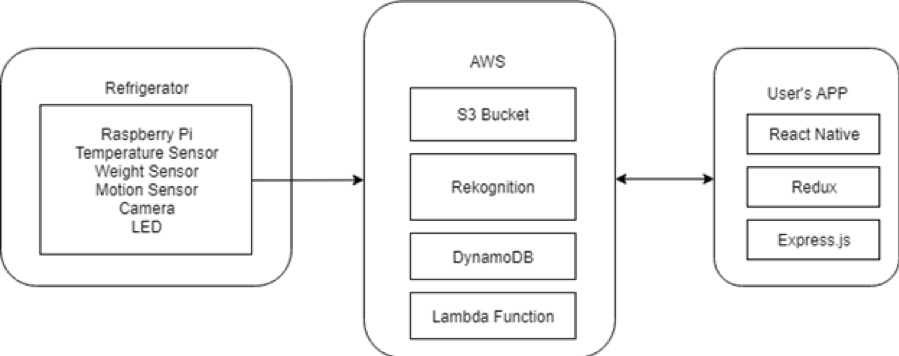 Refrigerator
Raspberry Pi
Temperature Sensor
Weight Sensor
Motion Sensor
Camera
LED
AWS
S3 Bucket
Rekognition
DynamoDB
Lambda Function
User's APP
React Native
Redux
Express.js